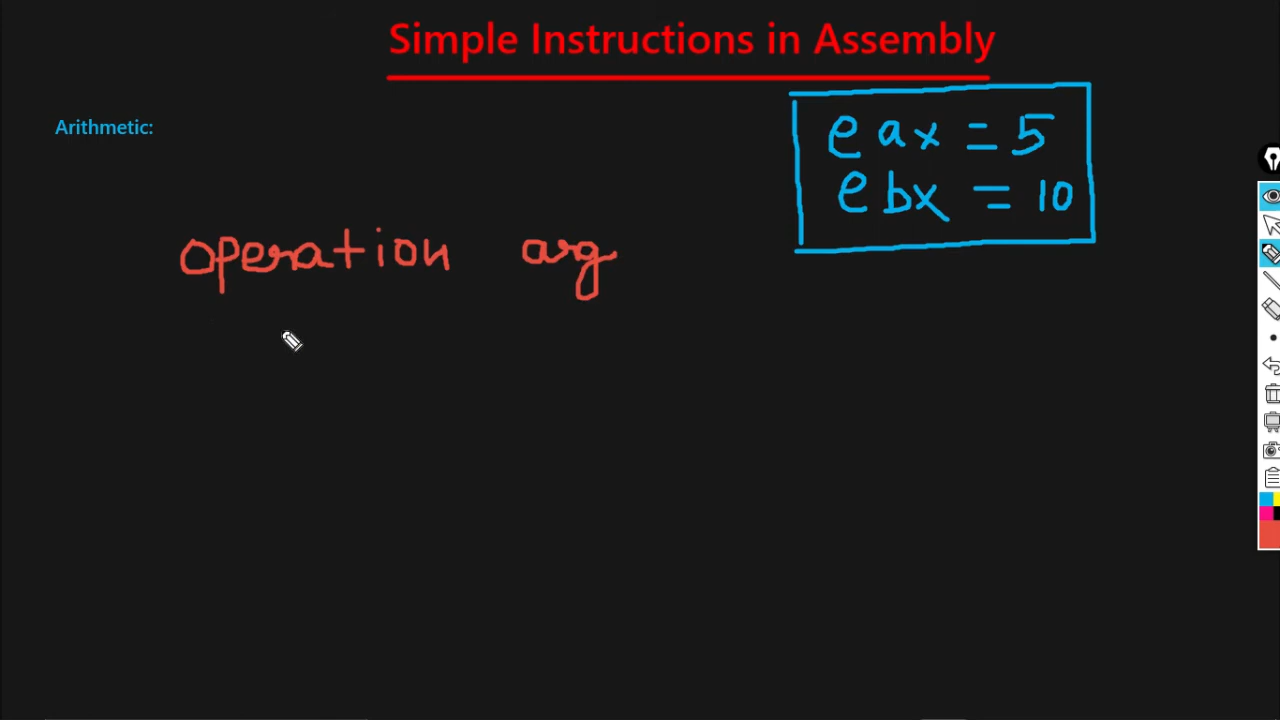 Simple Instructions in Assembly
Arithmetic:
eax = 5
ebx = 10
operation arg